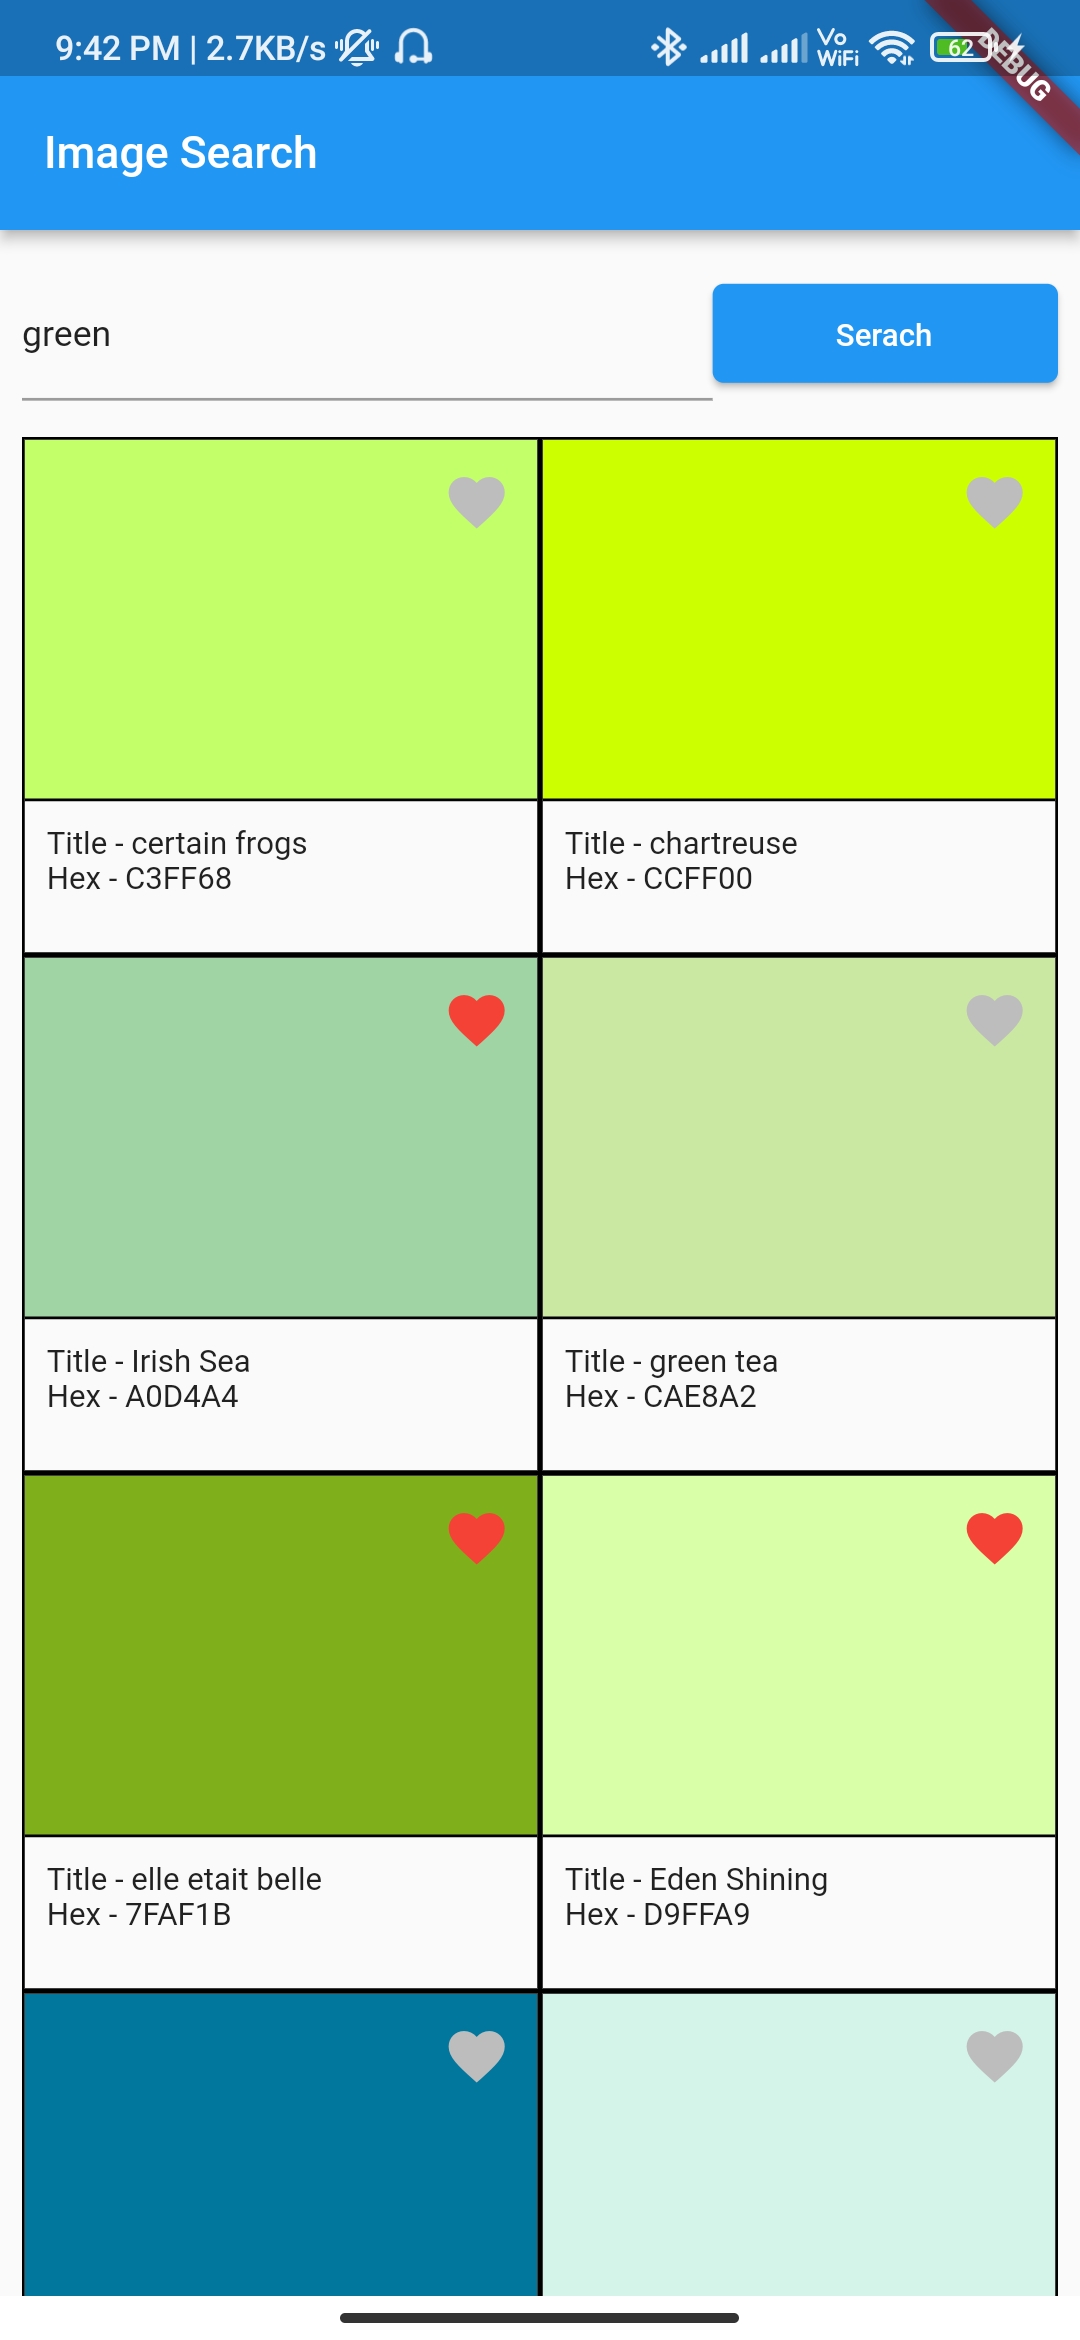 9:42 PM | 2.7KB/s Vo WiFi 62
DEBUG
Image Search
green
Serach
Title - certain frogs
Hex - C3FF68
Title - chartreuse
Hex - CCFF00
Title - Irish Sea
Hex - A0D4A4
Title - green tea
Hex - CAE8A2
Title - elle etait belle
Hex - 7FAF1B
Title - Eden Shining
Hex - D9FFA9